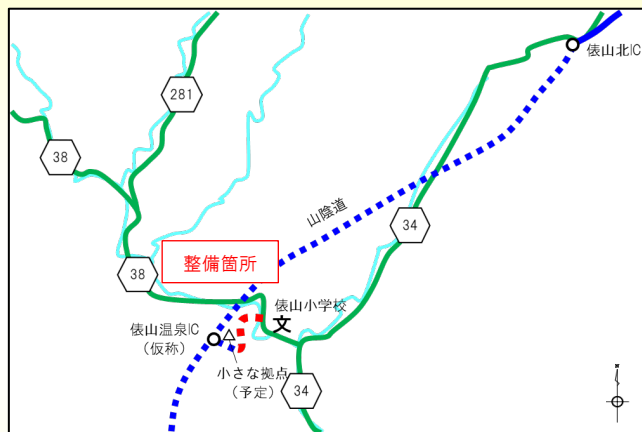 俵山北IC
281
38
山陰道
34
整備箇所
38
俵山小学校
文
俵山温泉IC
(仮称)
小さな拠点
(予定)
34